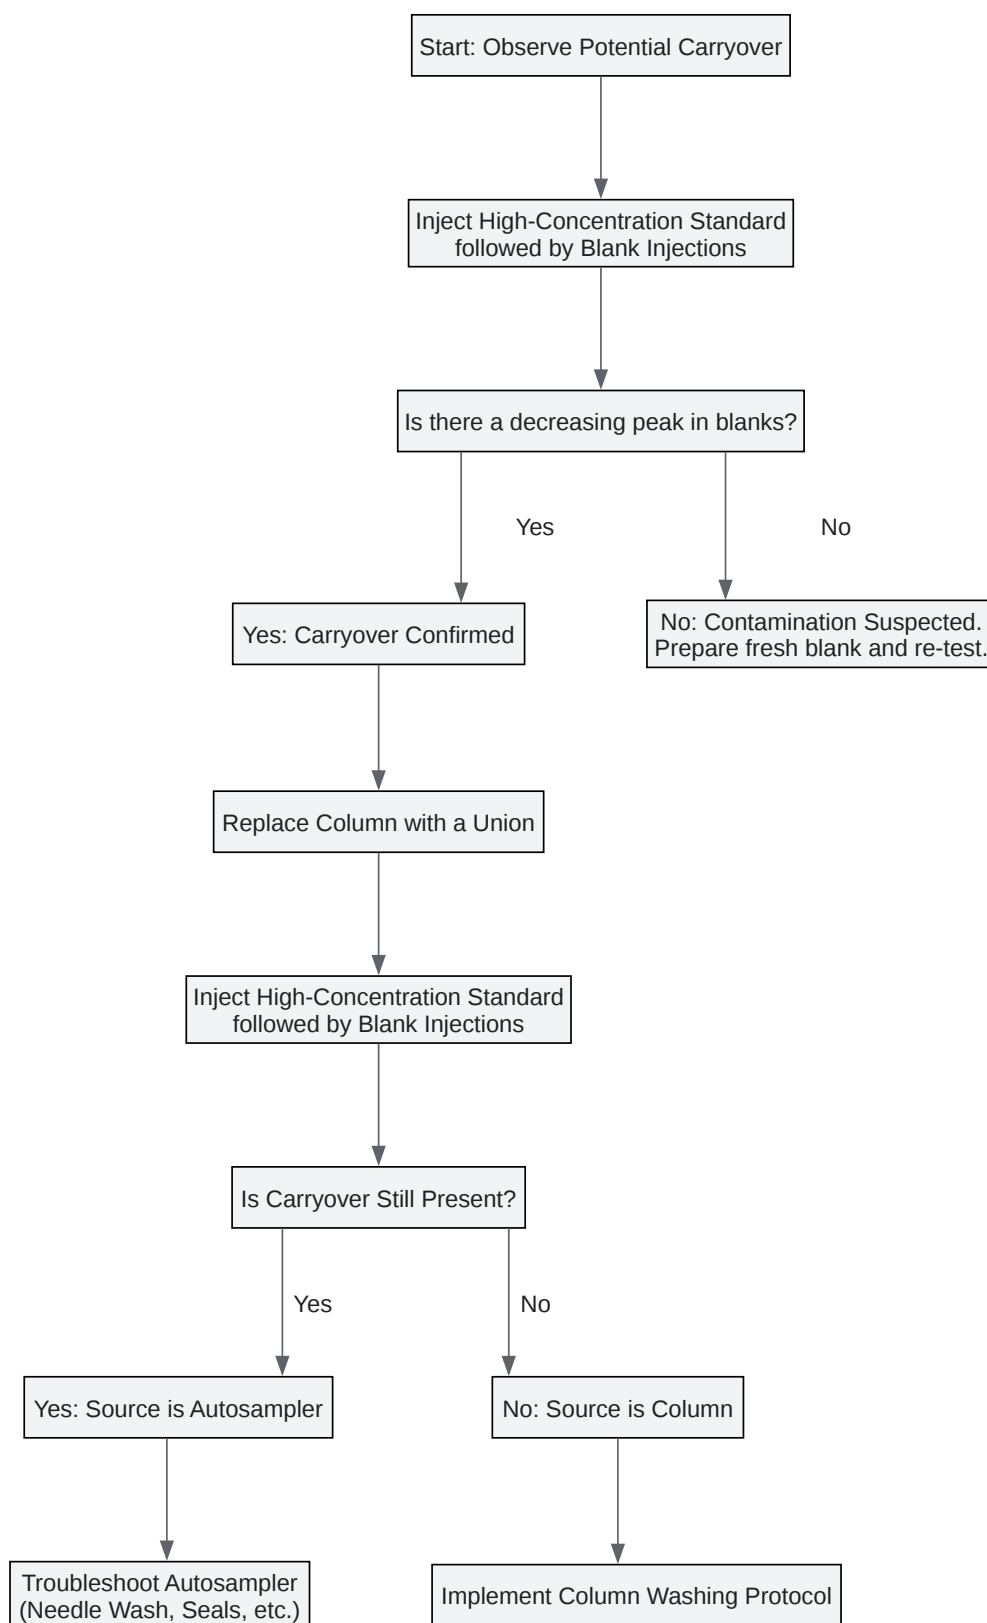 Start: Observe Potential Carryover
Inject High-Concentration Standard
followed by Blank Injections
Is there a decreasing peak in blanks?
Yes
No
Yes: Carryover Confirmed
No: Contamination Suspected.
Prepare fresh blank and re-test.
Replace Column with a Union
Inject High-Concentration Standard
followed by Blank Injections
Is Carryover Still Present?
Yes
No
Yes: Source is Autosampler
No: Source is Column
Troubleshoot Autosampler
(Needle Wash, Seals, etc.)
Implement Column Washing Protocol